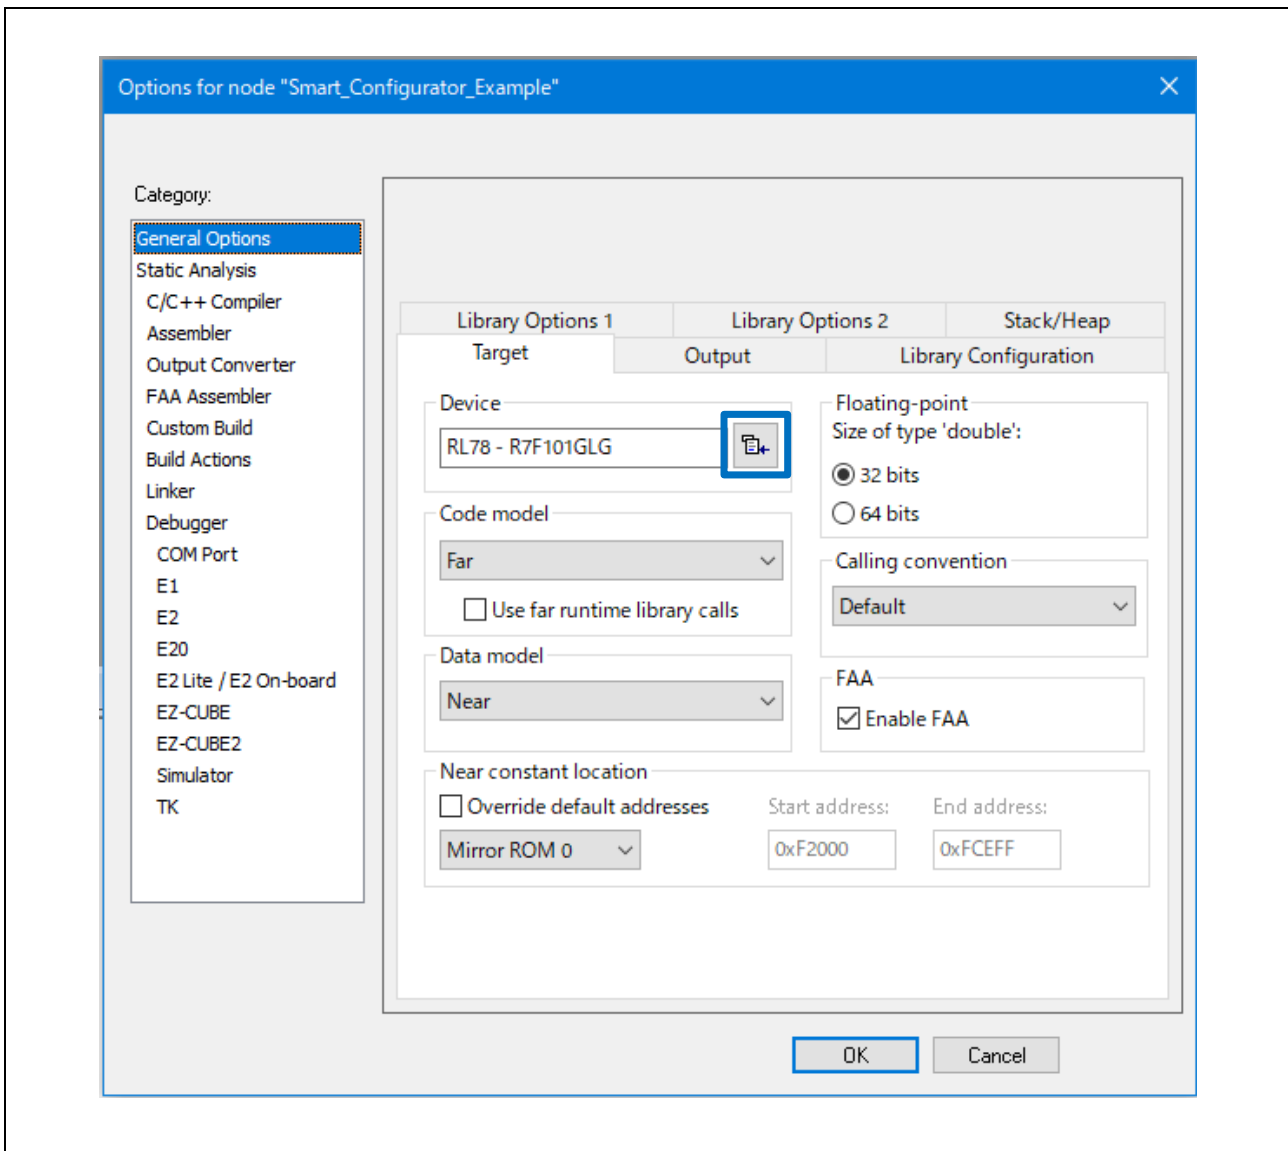 Options for node "Smart_Configurator_Example"
Category:
General Options
Static Analysis
C/C++ Compiler
Assembler
Output Converter
FAA Assembler
Custom Build
Build Actions
Linker
Debugger
COM Port
E1
E2
E20
E2 Lite / E2 On-board
EZ-CUBE
EZ-CUBE2
Simulator
TK
Library Options 1
Library Options 2
Stack/Heap
Target
Output
Library Configuration
Device
RL78 - R7F101GLG
Code model
Far
Use far runtime library calls
Data model
Near
Floating-point
Size of type 'double':
32 bits
64 bits
Calling convention
Default
FAA
Enable FAA
Near constant location
Override default addresses
Mirror ROM 0
Start address:
0xF2000
End address:
0xFCEFF
OK
Cancel